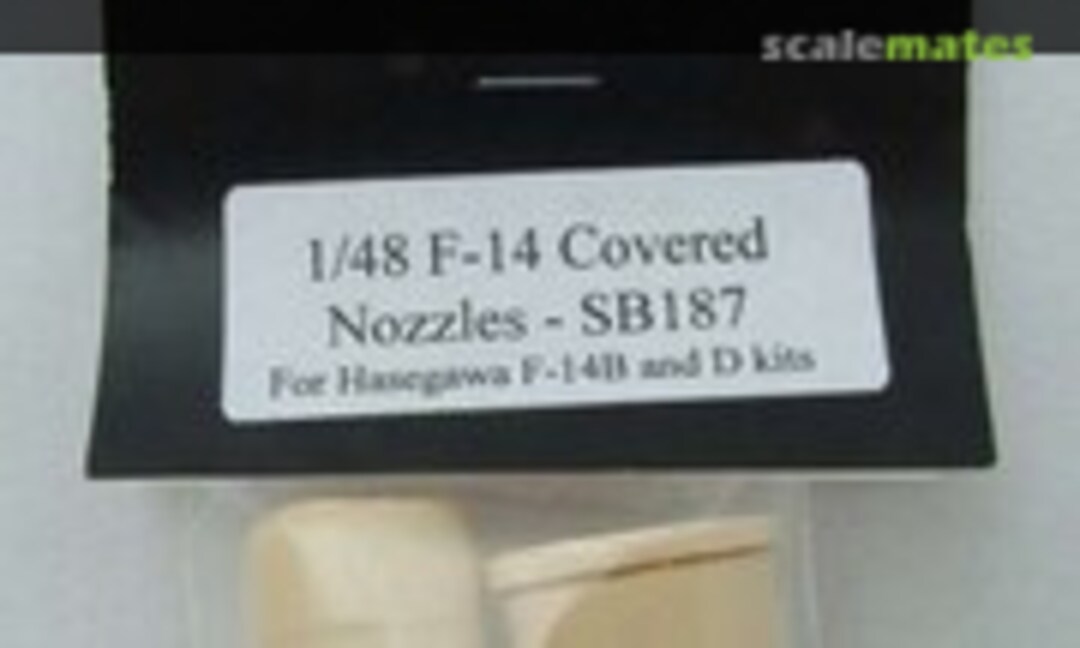 scalemates
1/48 F-14 Covered
Nozzles - SB187
For Hasegawa F-14B and D kits